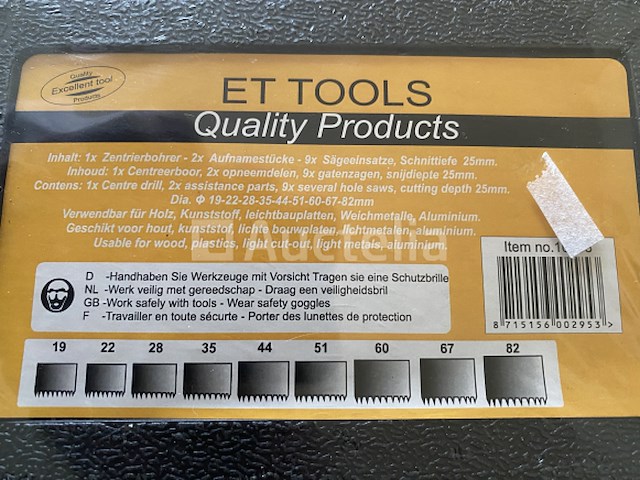 Quality
Excellent tool
Products
ET TOOLS
Quality Products
Inhalt: 1x Zentrierbohrer - 2x Aufnamestücke - 9x Sägeeinsatze, Schnittiefe 25mm.
Inhoud: 1x Centreerboor, 2x opneemdelen, 9x gatenzagen, snijdiepte 25mm.
Contens: 1x Centre drill, 2x assistance parts, 9x several hole saws, cutting depth 25mm.
Dia. Φ 19-22-28-35-44-51-60-67-82mm
Verwendbar für Holz, Kunststoff, leichtbauplatten, Weichmetalle, Aluminium.
Geschikt voor hout, kunststof, lichte bouwplaten, lichtmetalen, aluminium.
Usable for wood, plastics, light cut-out, light metals, aluminium.
Auctelia
Item no.
D -Handhaben Sie Werkzeuge mit Vorsicht Tragen sie eine Schutzbrille
NL -Werk veilig met gereedschap - Draag een veiligheidsbril
GB -Work safely with tools - Wear safety goggles
F -Travailler en toute sécurte - Porter des lunettes de protection
8 715156 002953 >
19 22 28 35 44 51 60 67 82